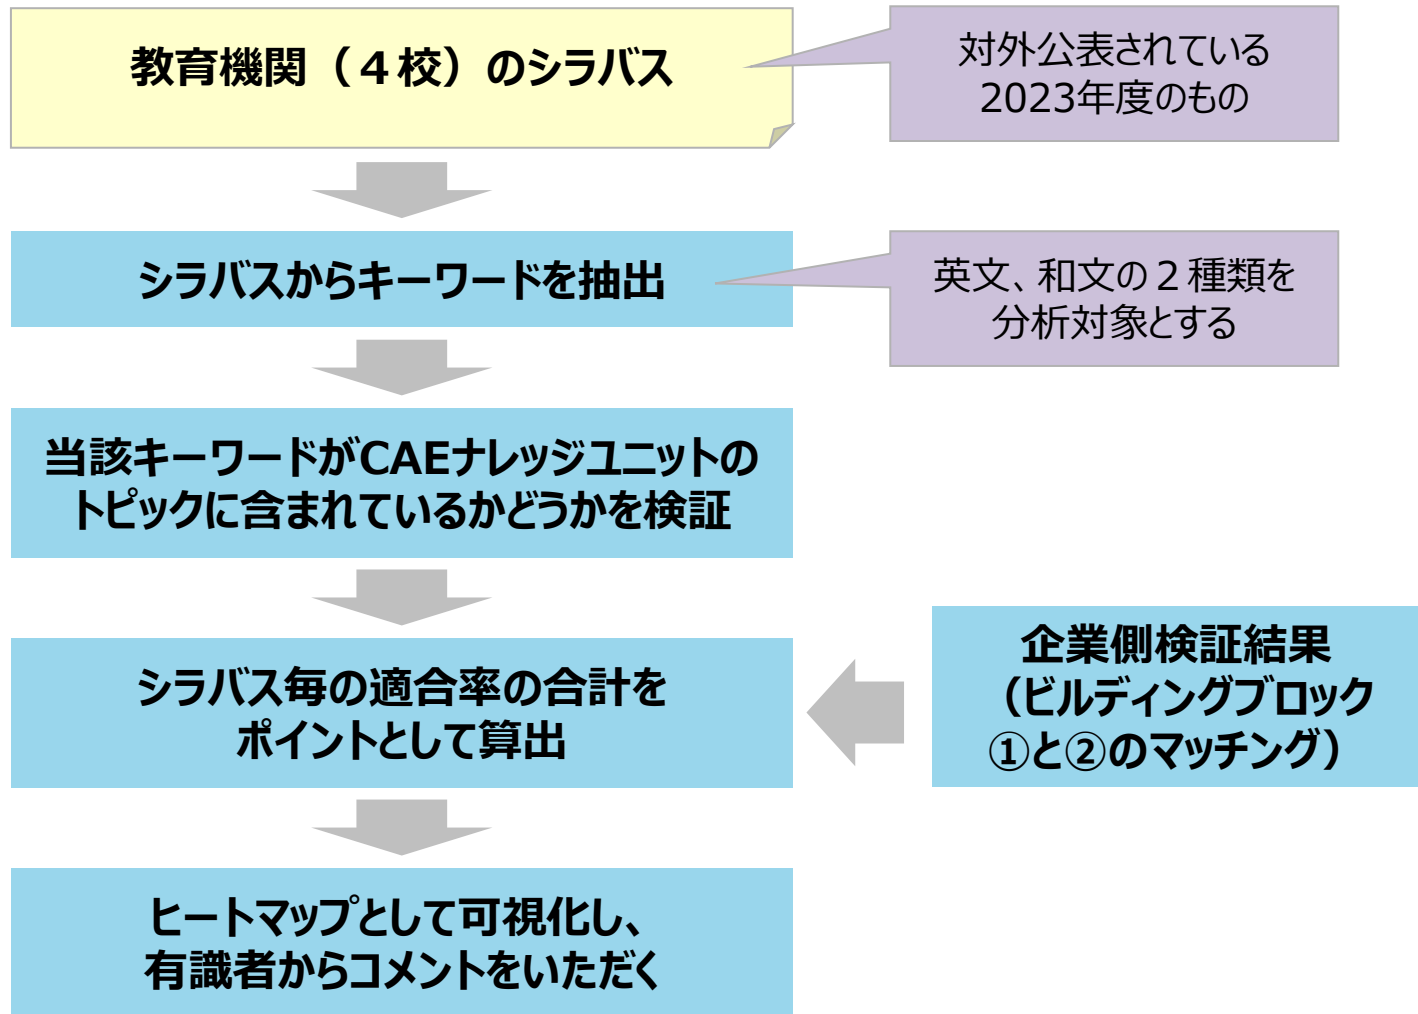 教育機関（４校）のシラバス
対外公表されている
2023年度のもの
シラバスからキーワードを抽出
英文、和文の２種類を
分析対象とする
当該キーワードがCAEナレッジユニットの
トピックに含まれているかどうかを検証
シラバス毎の適合率の合計を
ポイントとして算出
企業側検証結果
（ビルディングブロック
①と②のマッチング）
ヒートマップとして可視化し、
有識者からコメントをいただく